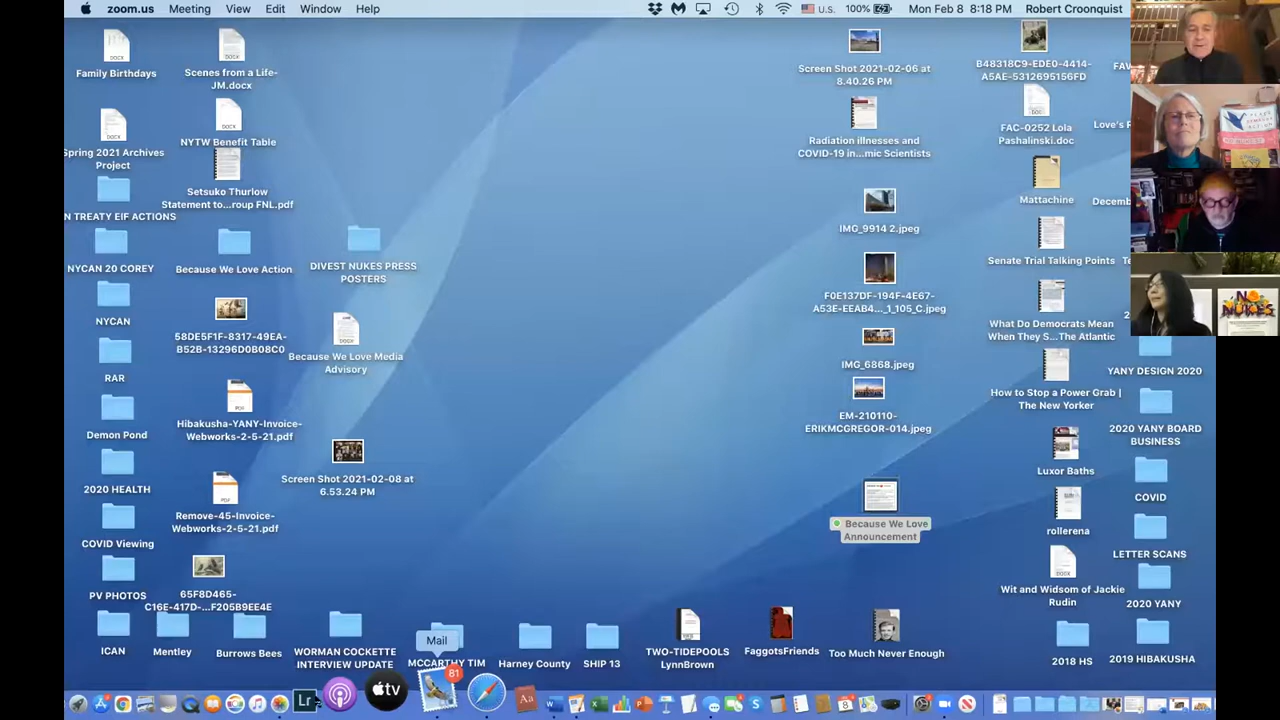 zoom.us Meeting View Edit Window Help
U.S. 100% Mon Feb 8 8:18 PM Robert Croonquist
Family Birthdays
Scenes from a Life-
JM.docx
Spring 2021 Archives
Project
NYTW Benefit Table
Setsuko Thurlow
Statement to...roup FNL.pdf
N TREATY EIF ACTIONS
NYCAN 20 COREY
Because We Love Action
DIVEST NUKES PRESS
POSTERS
NYCAN
58DE5F1F-8317-49EA-
B52B-13296D0B08C0
Because We Love Media
Advisory
RAR
Demon Pond
Hibakusha-YANY-Invoice-
Webworks-2-5-21.pdf
2020 HEALTH
Screen Shot 2021-02-08 at
6.53.24 PM
Remove-45-Invoice-
Webworks-2-5-21.pdf
COVID Viewing
PV PHOTOS
65F8D465-
C16E-417D-...F205B9EE4E
ICAN
Mentley
Burrows Bees
WORMAN COCKETTE
INTERVIEW UPDATE
Mail
MCCARTHY TIM
81
Harney County
SHIP 13
TWO-TIDEPOOLS
LynnBrown
FaggotsFriends
Too Much Never Enough
Screen Shot 2021-02-06 at
8.40.26 PM
Radiation illnesses and
COVID-19 in...mic Scientists
IMG_9914 2.jpeg
F0E137DF-194F-4E67-
A53E-EEAB4..._1_105_C.jpeg
IMG_6868.jpeg
EM-210110-
ERIKMCGREGOR-014.jpeg
Because We Love
Announcement
B48318C9-EDE0-4414-
A5AE-5312695156FD
FAV
FAC-0252 Lola
Pashalinski.doc
Love's R
Mattachine
Decemb
Senate Trial Talking Points
Te
What Do Democrats Mean
When They S...The Atlantic
2
How to Stop a Power Grab |
The New Yorker
YANY DESIGN 2020
2020 YANY BOARD
BUSINESS
Luxor Baths
COVID
rollerena
LETTER SCANS
Wit and Widsom of Jackie
Rudin
2020 YANY
2018 HS
2019 HIBAKUSHA
NO
NUKES
Lr
tv
Aa